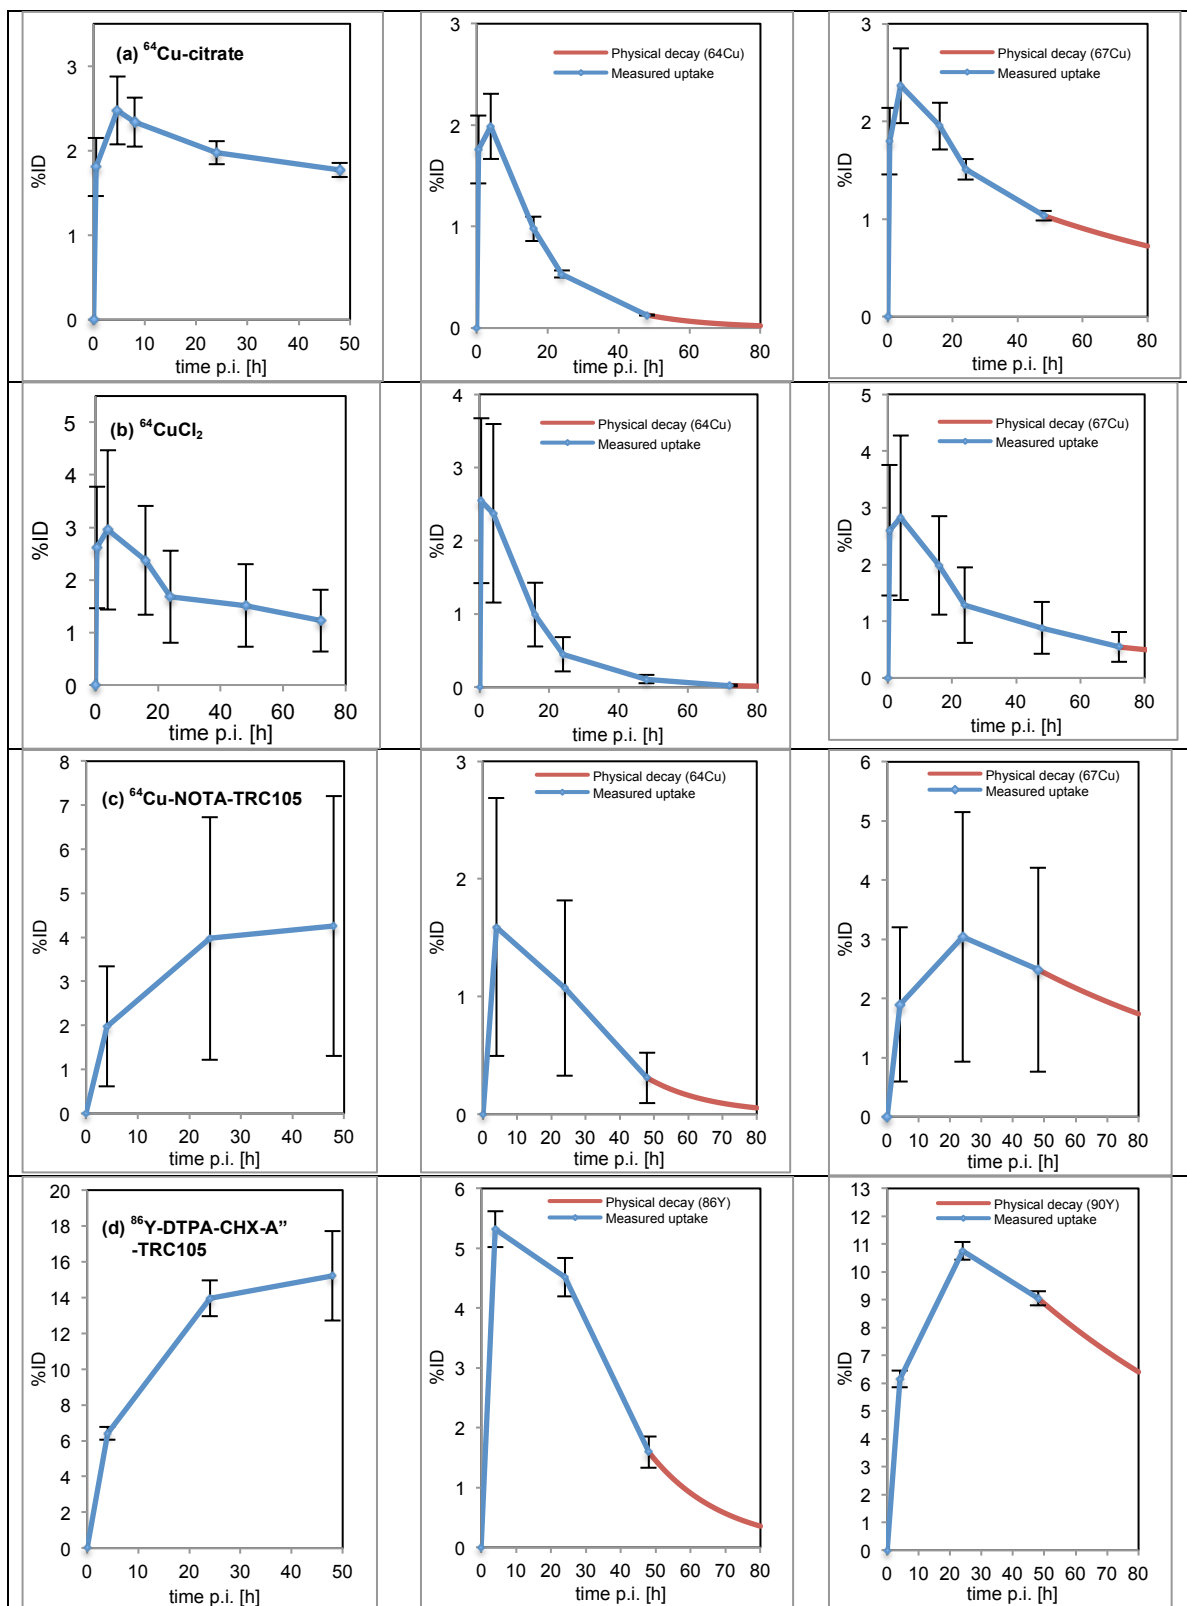 3
2
1
0
%ID
(a) ⁶⁴Cu-citrate
0 10 20 30 40 50
time p.i. [h]
3
2
1
0
%ID
Physical decay (64Cu)
Measured uptake
0 20 40 60 80
3
2
1
0
%ID
Physical decay (67Cu)
Measured uptake
0 20 40 60 80
time p.i. [h]
5
4
3
2
1
0
%ID
(b) ⁶⁴CuCl₂
0 20 40 60 80
time p.i. [h]
4
3
2
1
0
%ID
Physical decay (64Cu)
Measured uptake
0 20 40 60 80
time p.i. [h]
5
4
3
2
1
0
%ID
Physical decay (67Cu)
Measured uptake
0 20 40 60 80
time p.i. [h]
8
7
6
5
4
3
2
1
0
%ID
(c) ⁶⁴Cu-NOTA-TRC105
0 10 20 30 40 50
time p.i. [h]
3
2
1
0
%ID
Physical decay (64Cu)
Measured uptake
0 10 20 30 40 50 60 70 80
time p.i. [h]
6
5
4
3
2
1
0
%ID
Physical decay (67Cu)
Measured uptake
0 10 20 30 40 50 60 70 80
time p.i. [h]
20
18
16
14
12
10
8
6
4
2
0
%ID
(d) ⁸⁶Y-DTPA-CHX-A”
-TRC105
0 10 20 30 40 50
time p.i. [h]
6
5
4
3
2
1
0
%ID
Physical decay (86Y)
Measured uptake
0 10 20 30 40 50 60 70 80
time p.i. [h]
13
12
11
10
9
8
7
6
5
4
3
2
1
0
%ID
Physical decay (90Y)
Measured uptake
0 10 20 30 40 50 60 70 80
time p.i. [h]